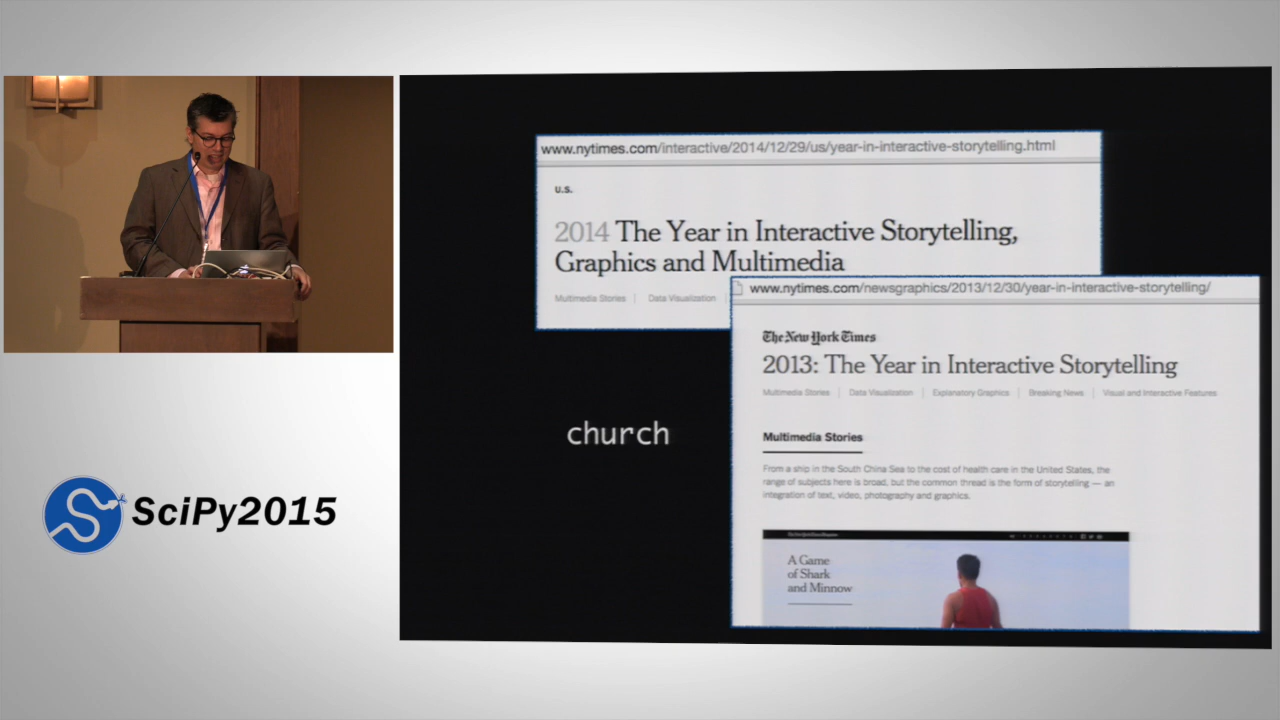 www.nytimes.com/interactive/2014/12/29/us/year-in-interactive-storytelling.html
U.S.
2014 The Year in Interactive Storytelling,
Graphics and Multimedia
Multimedia Stories | Data Visualization |
www.nytimes.com/newsgraphics/2013/12/30/year-in-interactive-storytelling/
The New York Times
2013: The Year in Interactive Storytelling
Multimedia Stories | Data Visualization | Explanatory Graphics | Breaking News | Visual and Interactive Features
church
Multimedia Stories
From a ship in the South China Sea to the cost of health care in the United States, the
range of subjects here is broad, but the common thread is the form of storytelling — an
integration of text, video, photography and graphics.
A Game
of Shark
and Minnow
SciPy2015